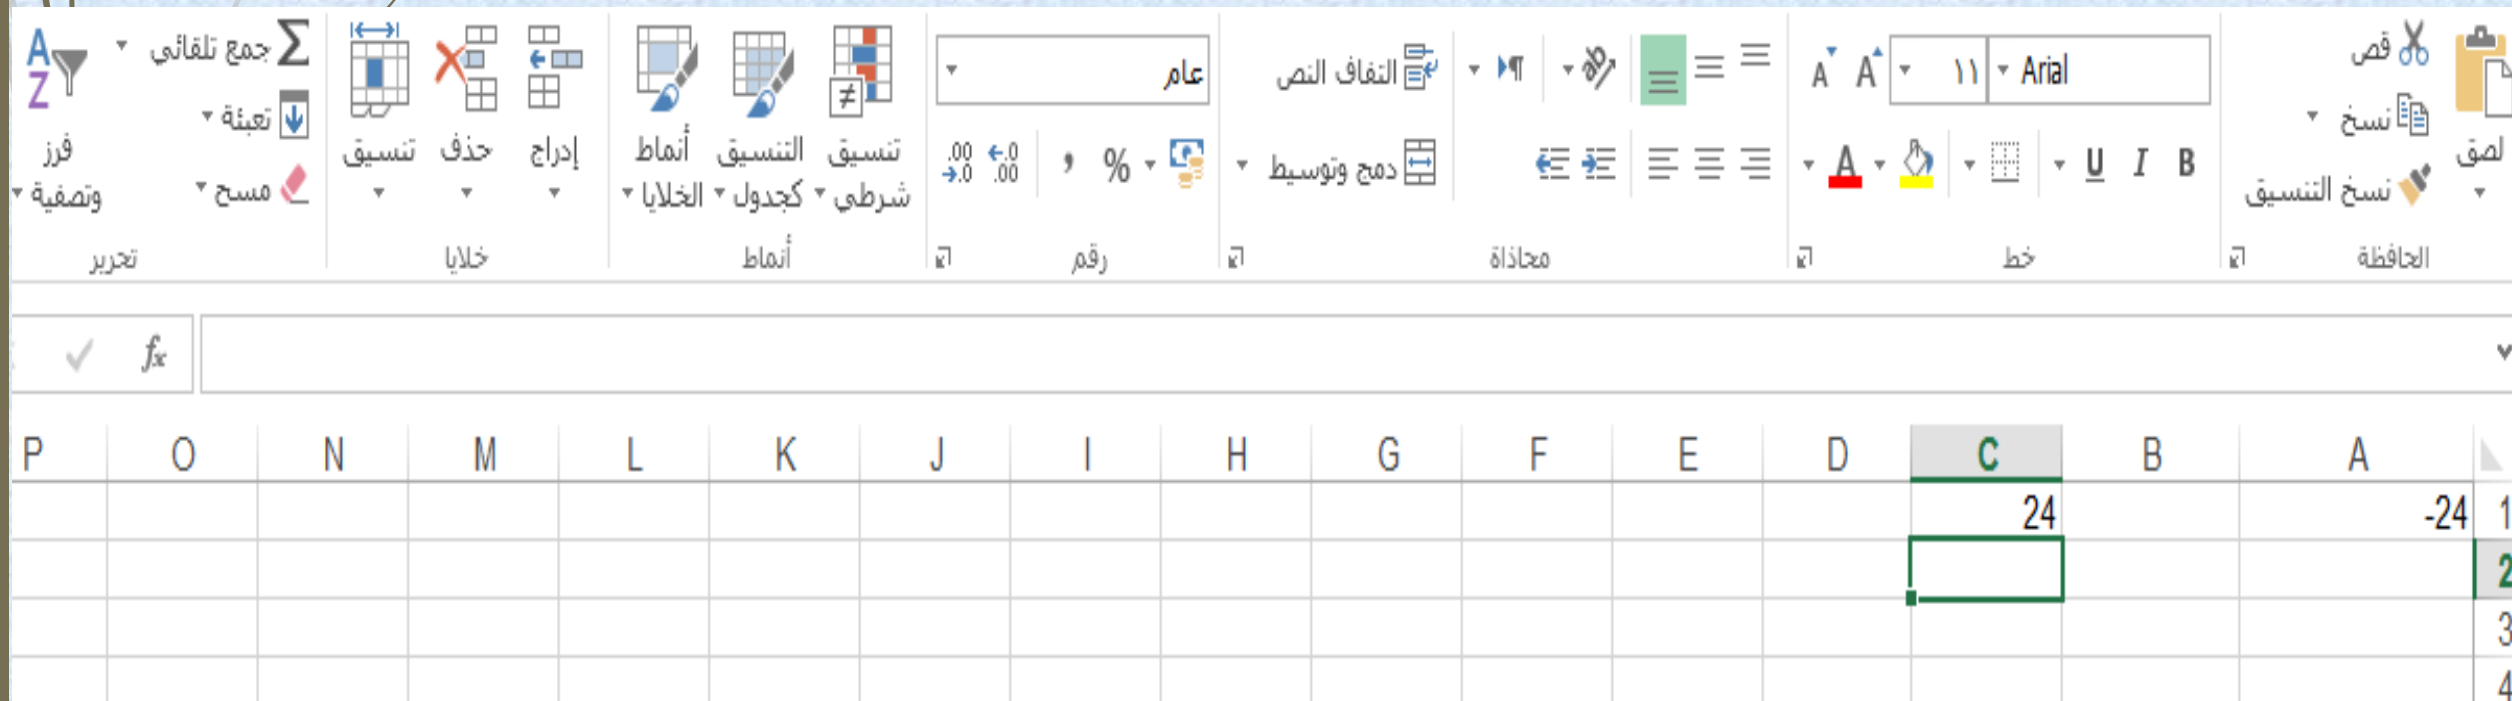 قص
نسخ
نسخ التنسيق
لصق
الحافظة
Arial ١١ A A
B I U A
خط
التفاف النص
دمج وتوسيط
محاذاة
عام
% , .0 .00 .00 .0
رقم
تنسيق شرطي
التنسيق كجدول
أنماط الخلايا
أنماط
إدراج حذف تنسيق
خلايا
Σ جمع تلقائي
تعبئة
مسح
A Z
فرز وتصفية
تحرير
fx
A B C D E F G H I J K L M N O P
1 -24 24
2
3
4